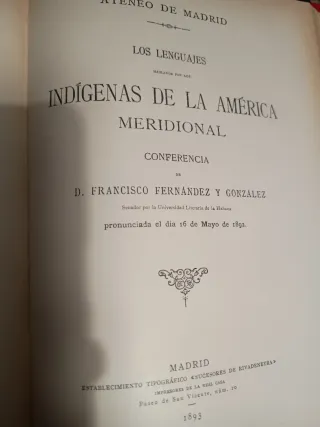 ATENEO DE MADRID
LOS LENGUAJES
HABLADOS POR LOS
INDÍGENAS DE LA AMÉRICA
MERIDIONAL
CONFERENCIA
DE
D. FRANCISCO FERNÁNDEZ Y GONZÁLEZ
Senador por la Universidad Literaria de la Habana
pronunciada el día 16 de Mayo de 1892.
MADRID
ESTABLECIMIENTO TIPOGRÁFICO «SUCESORES DE RIVADENEYRA»
IMPRESORES DE LA REAL CASA
Paseo de San Vicente, núm. 20
1893